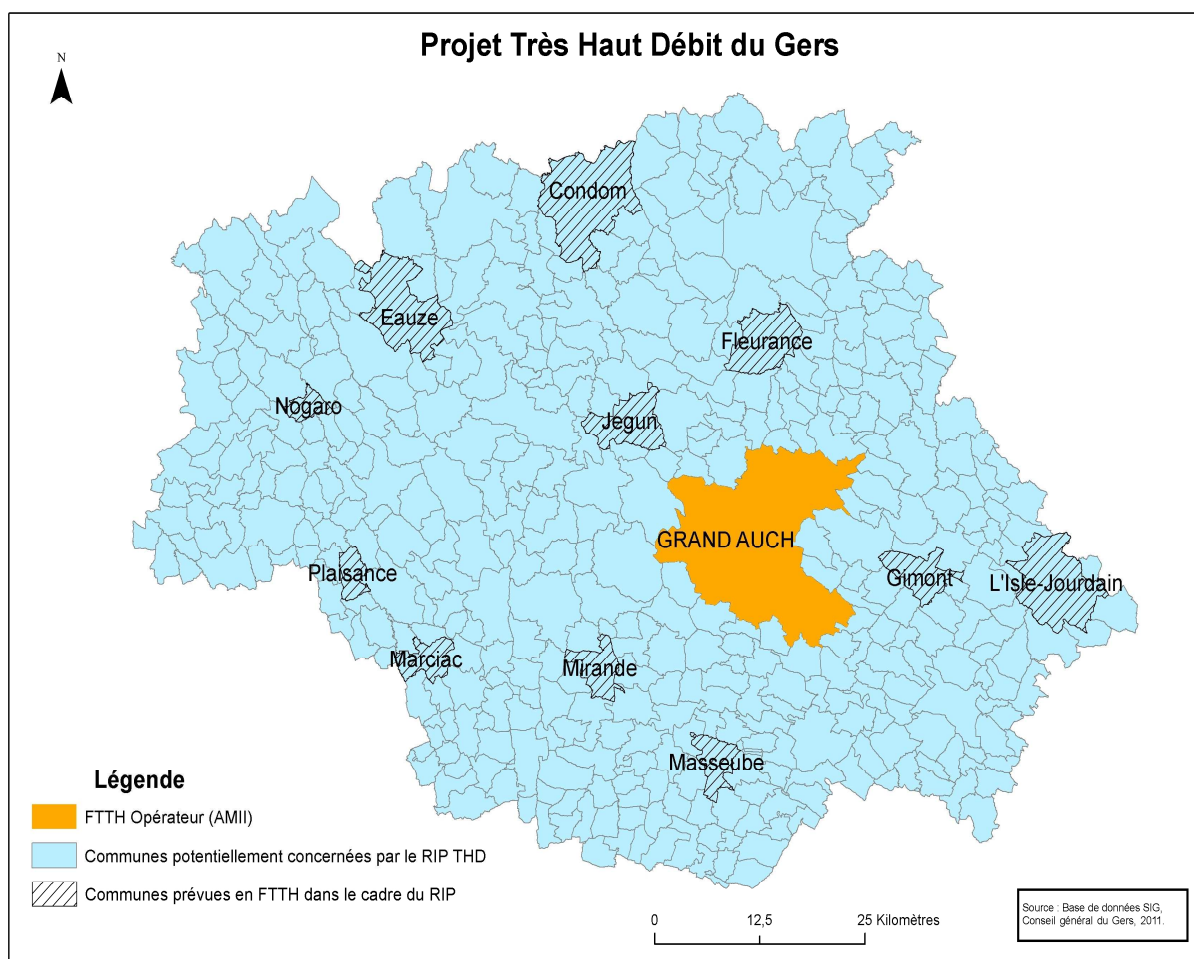 Projet Très Haut Débit du Gers
N
Condom
Eauze
Fleurance
Nogaro
Jegun
GRAND AUCH
Plaisance
Gimont
L'Isle-Jourdain
Marciac
Mirande
Masseube
Légende
FTTH Opérateur (AMII)
Communes potentiellement concernées par le RIP THD
Communes prévues en FTTH dans le cadre du RIP
0 12,5 25 Kilomètres
Source : Base de données SIG,
Conseil général du Gers, 2011.